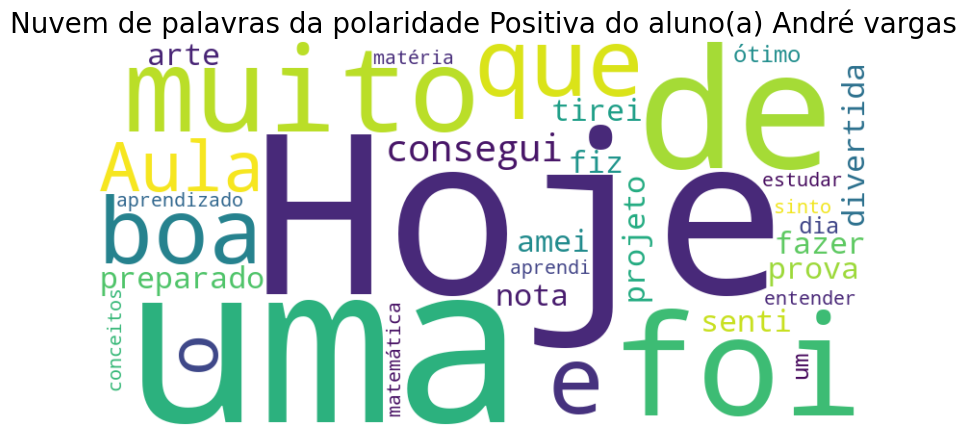 Nuvem de palavras da polaridade Positiva do aluno(a) André vargas
arte
matéria
que
ótimo
muito
de
tirei
divertida
Aula
consegui
fiz
Hoje
estudar
aprendizado
boa
sinto
projeto
dia
amei
fazer
preparado
aprendi
prova
nota
entender
conceitos
uma
o
matemática
senti
foi
e
um